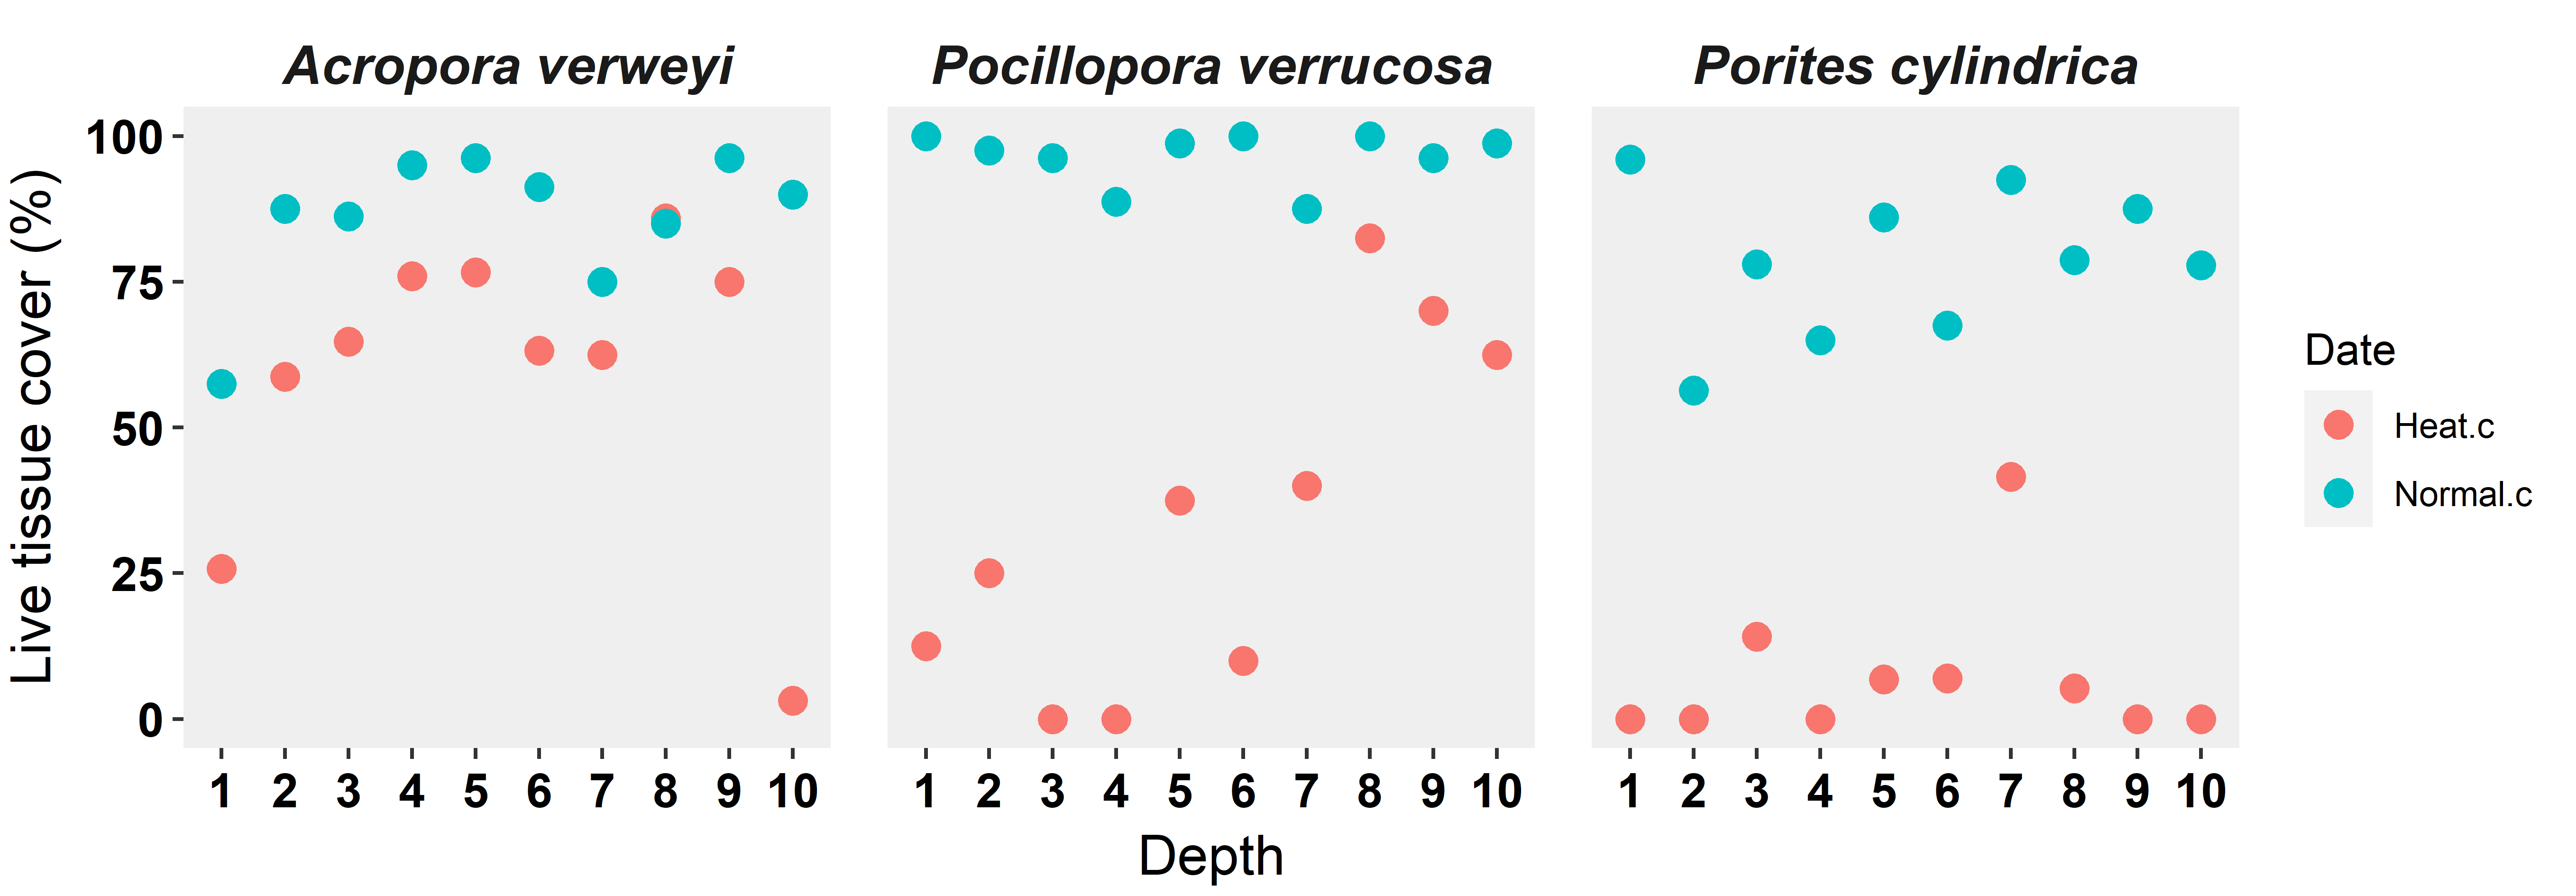 Acropora verweyi Pocillopora verrucosa Porites cylindrica
Live tissue cover (%)
100
75
50
25
0
1 2 3 4 5 6 7 8 9 10
1 2 3 4 5 6 7 8 9 10
1 2 3 4 5 6 7 8 9 10
Depth
Date
Heat.c
Normal.c